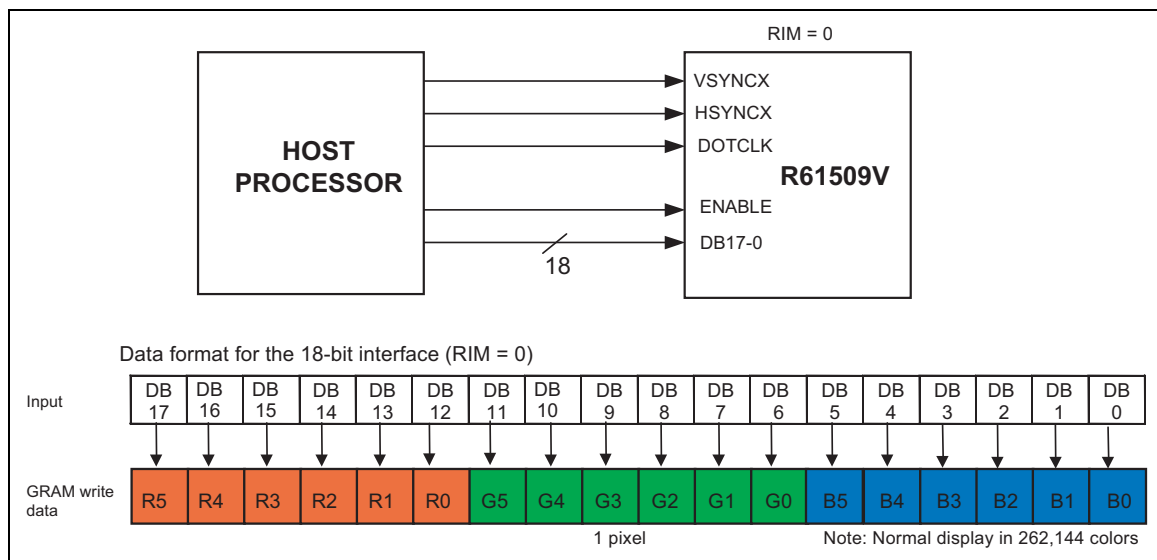 RIM = 0
HOST
PROCESSOR
VSYNCX
HSYNCX
DOTCLK
R61509V
ENABLE
DB17-0
18
Data format for the 18-bit interface (RIM = 0)
Input
DB 17 DB 16 DB 15 DB 14 DB 13 DB 12 DB 11 DB 10 DB 9 DB 8 DB 7 DB 6 DB 5 DB 4 DB 3 DB 2 DB 1 DB 0
GRAM write
data
R5 R4 R3 R2 R1 R0 G5 G4 G3 G2 G1 G0 B5 B4 B3 B2 B1 B0
1 pixel
Note: Normal display in 262,144 colors